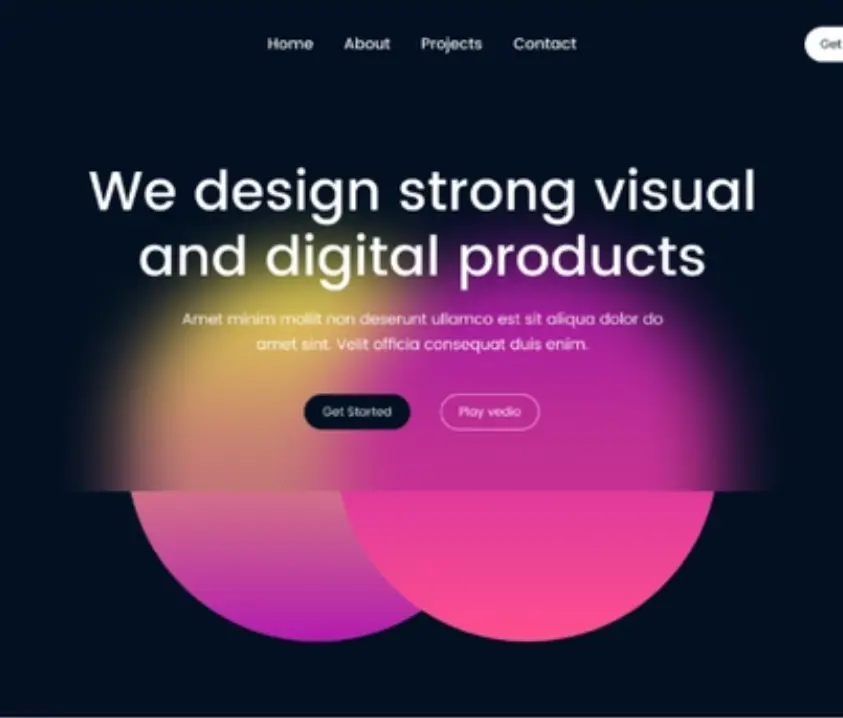 Home About Projects Contact Get
We design strong visual
and digital products
Amet minim mollit non deserunt ullamco est sit aliqua dolor do
amet sint. Velit officia consequat duis enim.
Get Started Play vedio